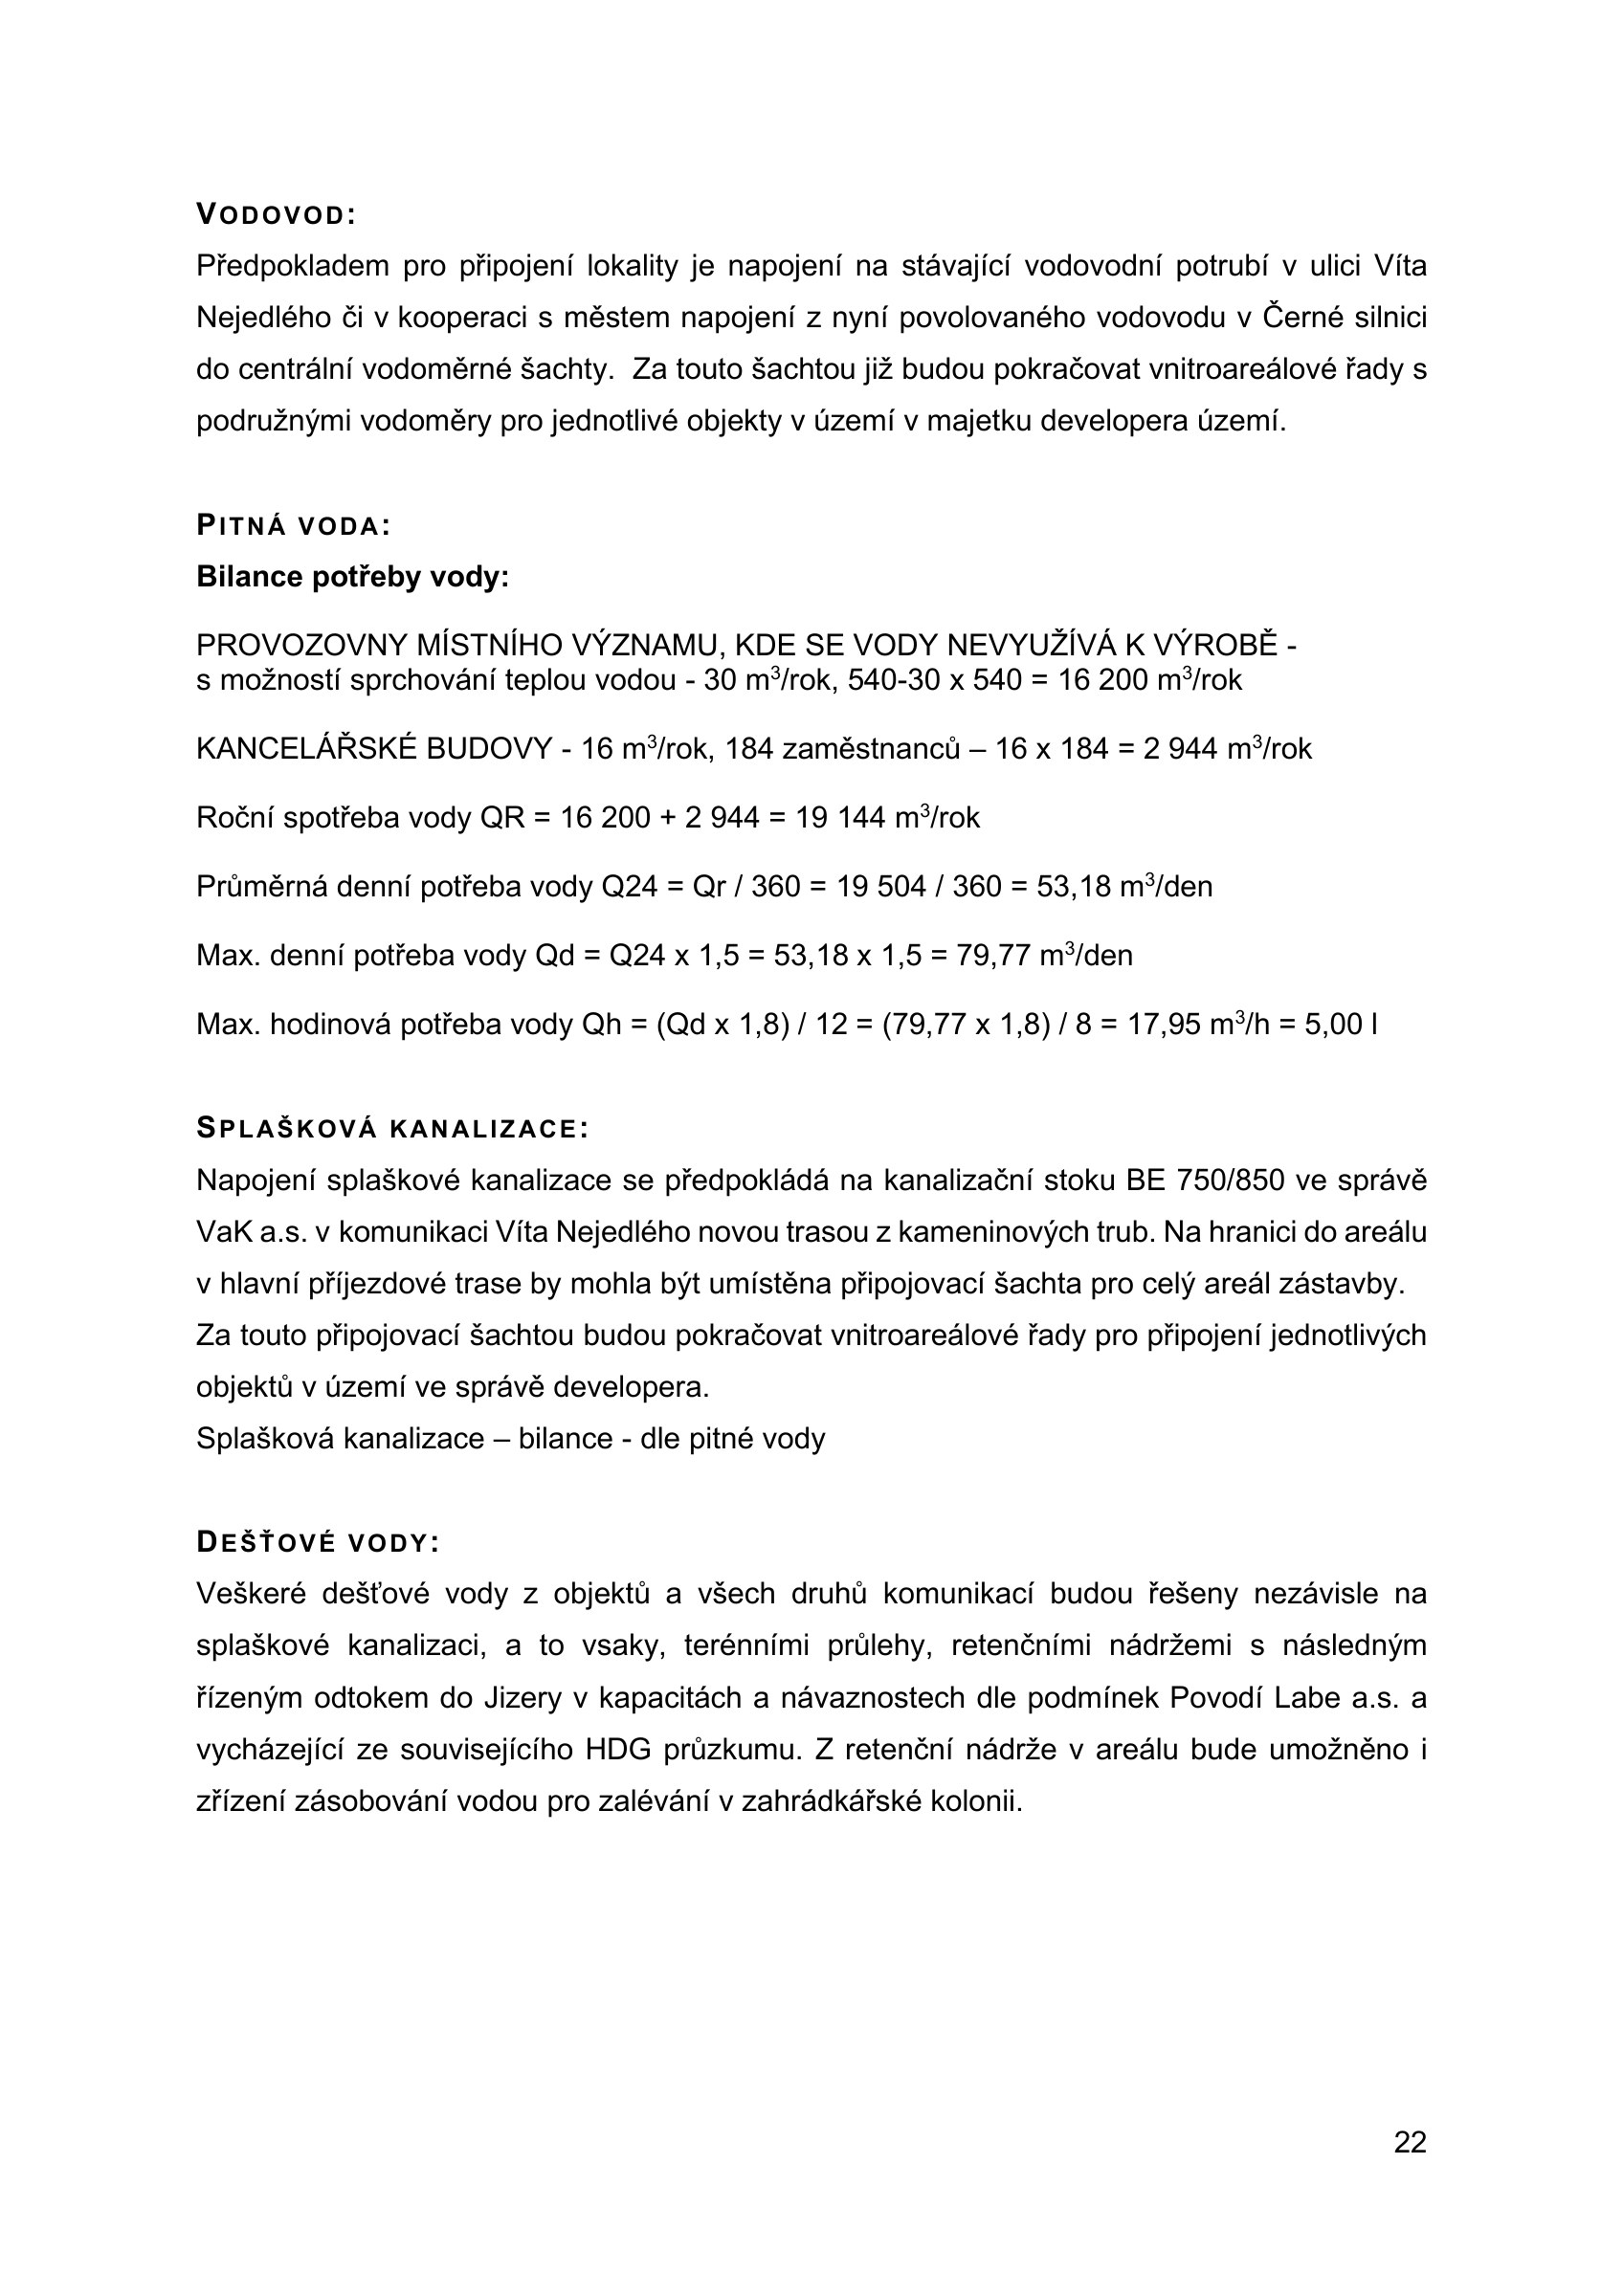 VODOVOD:
Předpokladem pro připojení lokality je napojení na stávající vodovodní potrubí v ulici Víta
Nejedlého či v kooperaci s městem napojení z nyní povolovaného vodovodu v Černé silnici
do centrální vodoměrné šachty.  Za touto šachtou již budou pokračovat vnitroareálové řady s
podružnými vodoměry pro jednotlivé objekty v území v majetku developera území.
PITNÁ VODA:
Bilance potřeby vody:
PROVOZOVNY MÍSTNÍHO VÝZNAMU, KDE SE VODY NEVYUŽÍVÁ K VÝROBĚ -
s možností sprchování teplou vodou - 30 m³/rok, 540-30 x 540 = 16 200 m³/rok
KANCELÁŘSKÉ BUDOVY - 16 m³/rok, 184 zaměstnanců – 16 x 184 = 2 944 m³/rok
Roční spotřeba vody QR = 16 200 + 2 944 = 19 144 m³/rok
Průměrná denní potřeba vody Q24 = Qr / 360 = 19 504 / 360 = 53,18 m³/den
Max. denní potřeba vody Qd = Q24 x 1,5 = 53,18 x 1,5 = 79,77 m³/den
Max. hodinová potřeba vody Qh = (Qd x 1,8) / 12 = (79,77 x 1,8) / 8 = 17,95 m³/h = 5,00 l
SPLAŠKOVÁ KANALIZACE:
Napojení splaškové kanalizace se předpokládá na kanalizační stoku BE 750/850 ve správě
VaK a.s. v komunikaci Víta Nejedlého novou trasou z kameninových trub. Na hranici do areálu
v hlavní příjezdové trase by mohla být umístěna připojovací šachta pro celý areál zástavby.
Za touto připojovací šachtou budou pokračovat vnitroareálové řady pro připojení jednotlivých
objektů v území ve správě developera.
Splašková kanalizace – bilance - dle pitné vody
DEŠŤOVÉ VODY:
Veškeré dešťové vody z objektů a všech druhů komunikací budou řešeny nezávisle na
splaškové kanalizaci, a to vsaky, terénními průlehy, retenčními nádržemi s následným
řízeným odtokem do Jizery v kapacitách a návaznostech dle podmínek Povodí Labe a.s. a
vycházející ze souvisejícího HDG průzkumu. Z retenční nádrže v areálu bude umožněno i
zřízení zásobování vodou pro zalévání v zahrádkářské kolonii.
22